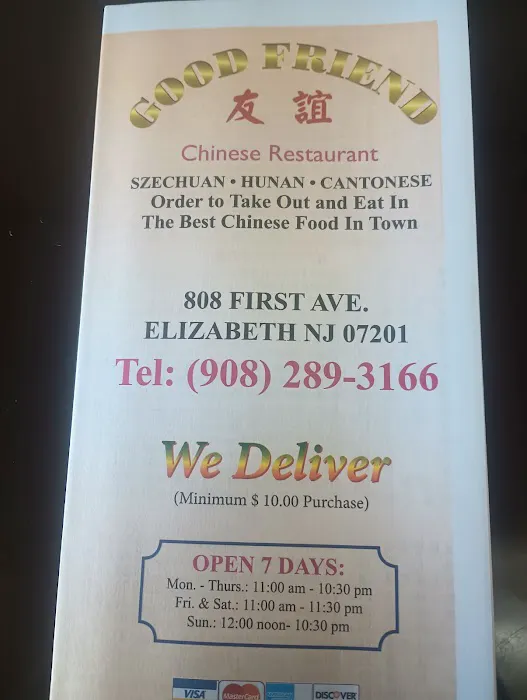 GOOD FRIEND
友誼
Chinese Restaurant
SZECHUAN • HUNAN • CANTONESE
Order to Take Out and Eat In
The Best Chinese Food In Town
808 FIRST AVE.
ELIZABETH NJ 07201
Tel: (908) 289-3166
We Deliver
(Minimum $ 10.00 Purchase)
OPEN 7 DAYS:
Mon. - Thurs.: 11:00 am - 10:30 pm
Fri. & Sat.: 11:00 am - 11:30 pm
Sun.: 12:00 noon- 10:30 pm
VISA MasterCard DISCOVER